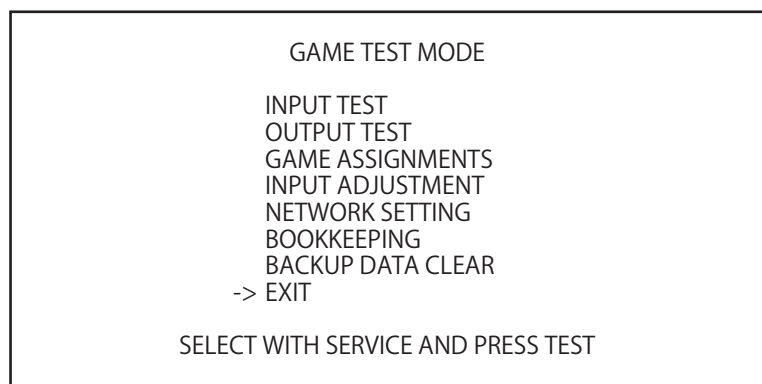 GAME TEST MODE
INPUT TEST
OUTPUT TEST
GAME ASSIGNMENTS
INPUT ADJUSTMENT
NETWORK SETTING
BOOKKEEPING
BACKUP DATA CLEAR
-> EXIT
SELECT WITH SERVICE AND PRESS TEST